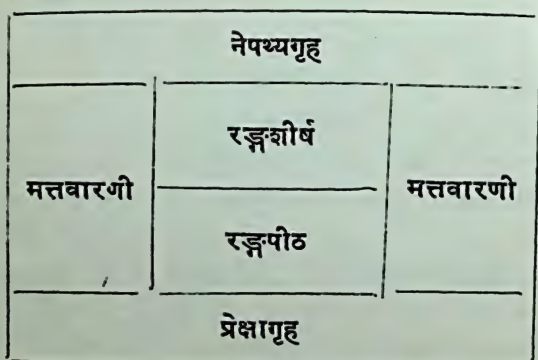 नेपथ्यगृह
रङ्गशीर्ष
मत्तवारणी
मत्तवारणी
रङ्गपीठ
प्रेक्षागृह